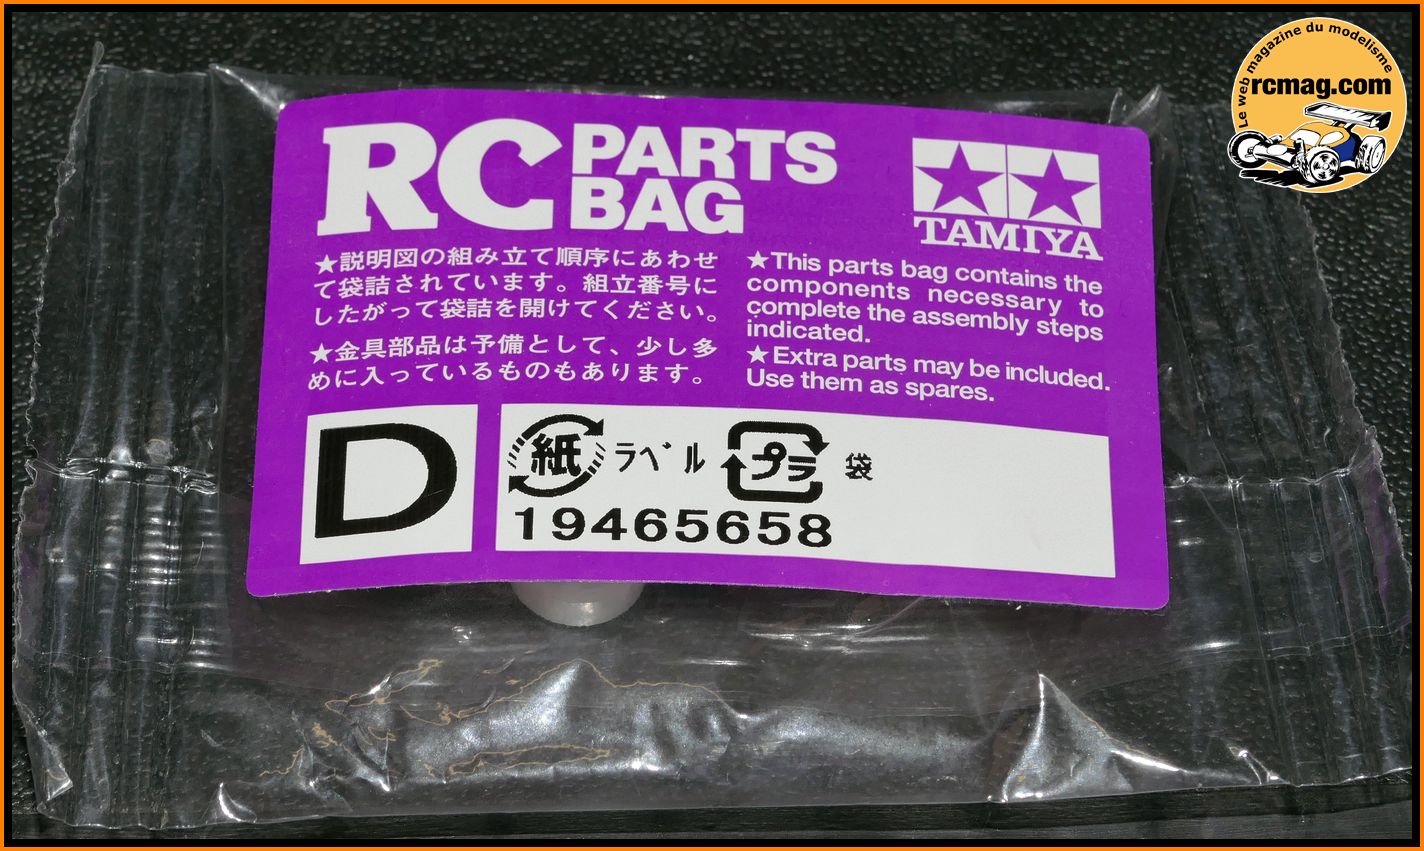 Le web magazine du modelisme
rcmag.com
RC PARTS
BAG
TAMIYA
★説明図の組み立て順序にあわせ
て袋詰されています。組立番号に
したがって袋詰を開けてください。
★金具部品は予備として、少し多
めに入っているものもあります。
★This parts bag contains the
components necessary to
complete the assembly steps
indicated.
★Extra parts may be included.
Use them as spares.
D
紙 ラベル プラ 袋
19465658